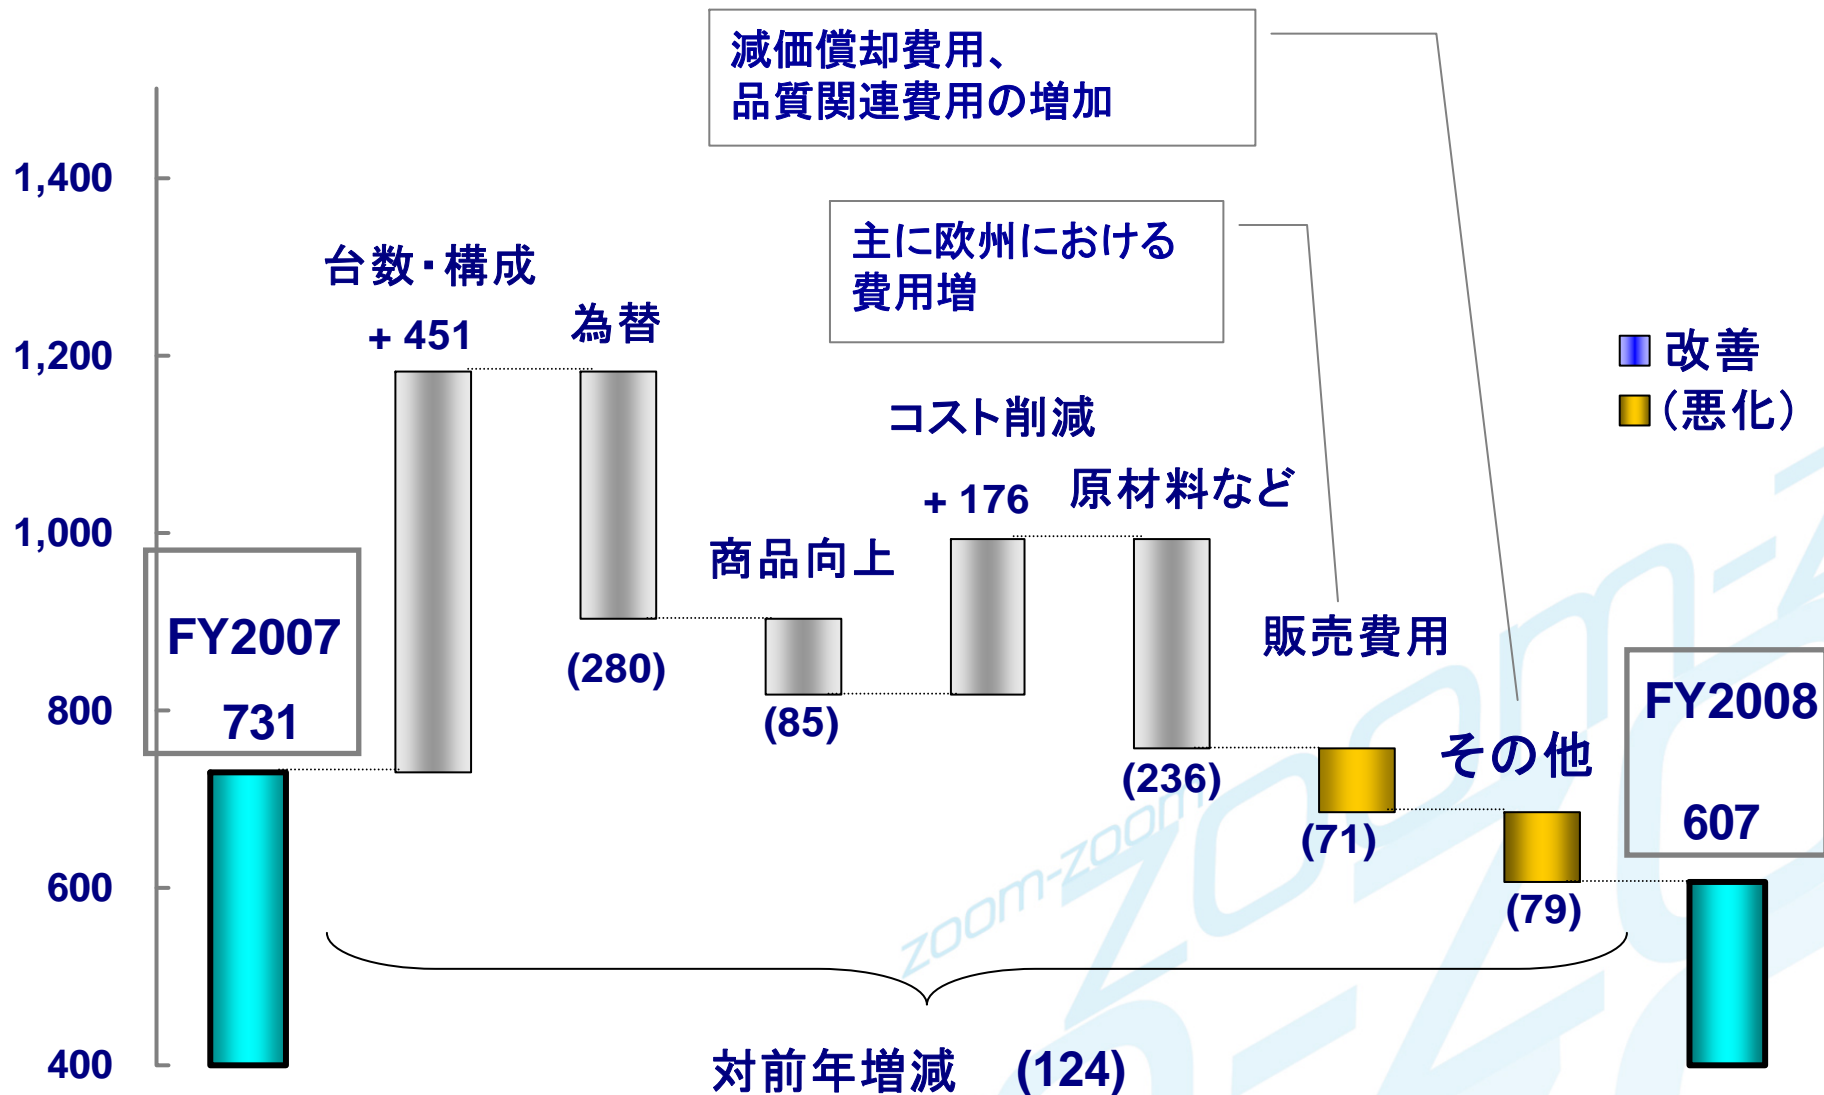 減価償却費用、
品質関連費用の増加
主に欧州における
費用増
1,400
1,200
1,000
800
600
400
FY2007
731
台数・構成
+ 451
為替
(280)
商品向上
(85)
コスト削減
+ 176
原材料など
(236)
販売費用
(71)
その他
(79)
FY2008
607
改善
(悪化)
対前年増減 (124)
zoom-zoom